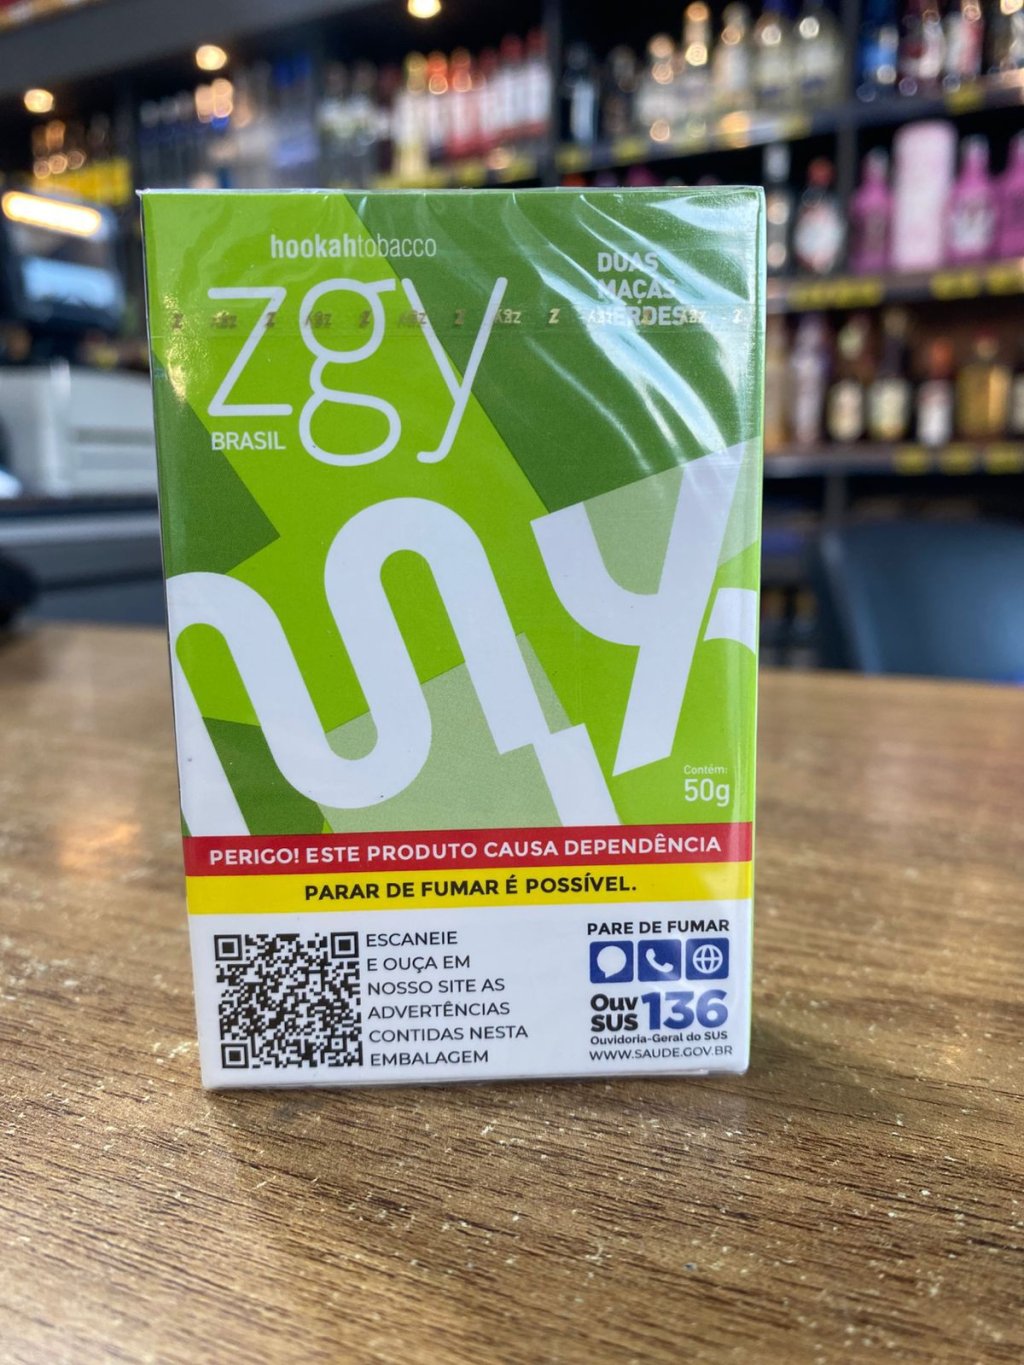 hookahtobacco
zgy
BRASIL
DUAS
MAÇÃS
VERDES
Contém:
50g
PERIGO! ESTE PRODUTO CAUSA DEPENDÊNCIA
PARAR DE FUMAR É POSSÍVEL.
ESCANEIE
E OUÇA EM
NOSSO SITE AS
ADVERTÊNCIAS
CONTIDAS NESTA
EMBALAGEM
PARE DE FUMAR
Ouv
SUS
136
Ouvidoria-Geral do SUS
WWW.SAUDE.GOV.BR